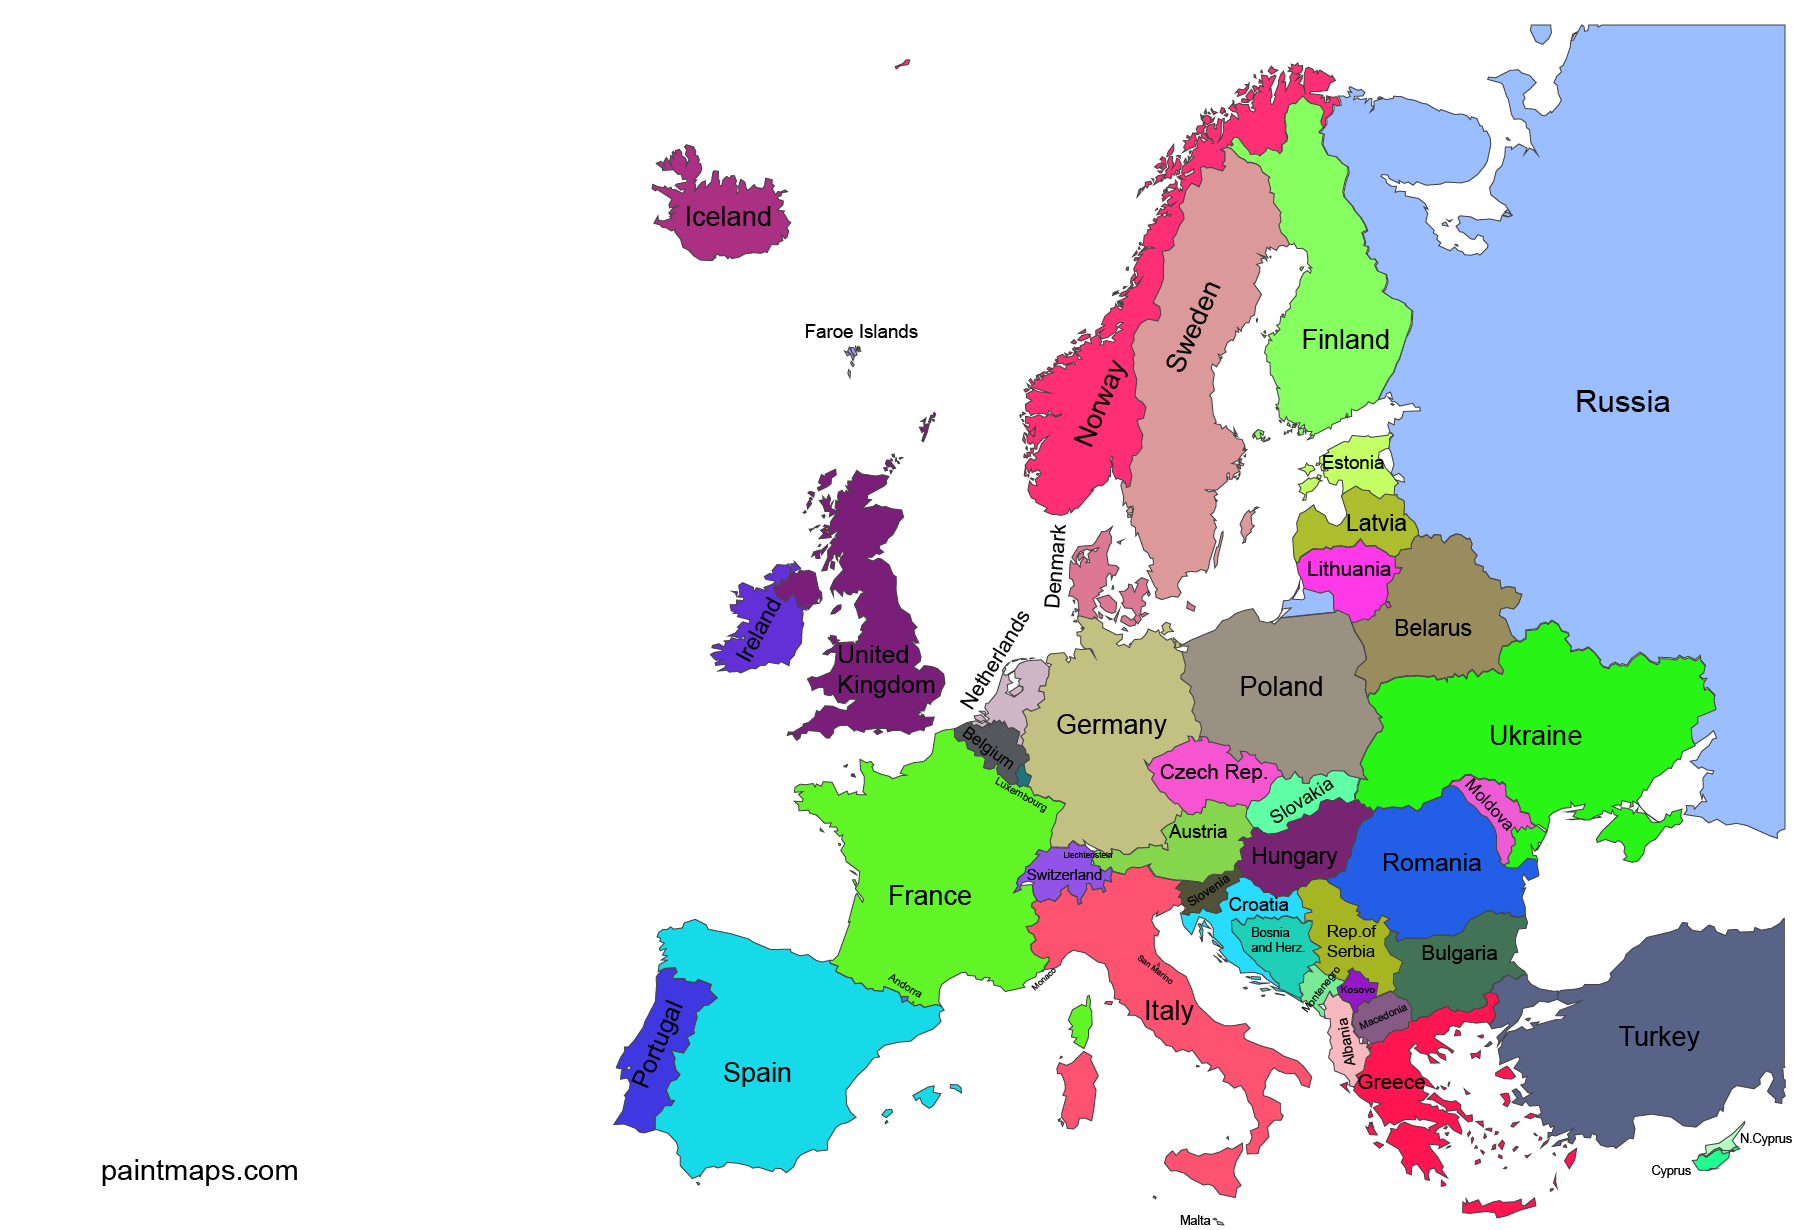 Iceland
Faroe Islands
Norway
Sweden
Finland
Russia
Estonia
Latvia
Lithuania
Denmark
Belarus
Ireland
United
Kingdom
Netherlands
Belgium
Luxembourg
Germany
Poland
Czech Rep.
Slovakia
Ukraine
Moldova
Austria
Liechtenstein
Switzerland
Hungary
Romania
France
Slovenia
Croatia
Bosnia
and Herz.
Rep.of
Serbia
Bulgaria
Montenegro
Kosovo
Macedonia
Albania
Greece
Turkey
Andorra
Monaco
San Marino
Italy
Portugal
Spain
N.Cyprus
Cyprus
Malta
paintmaps.com